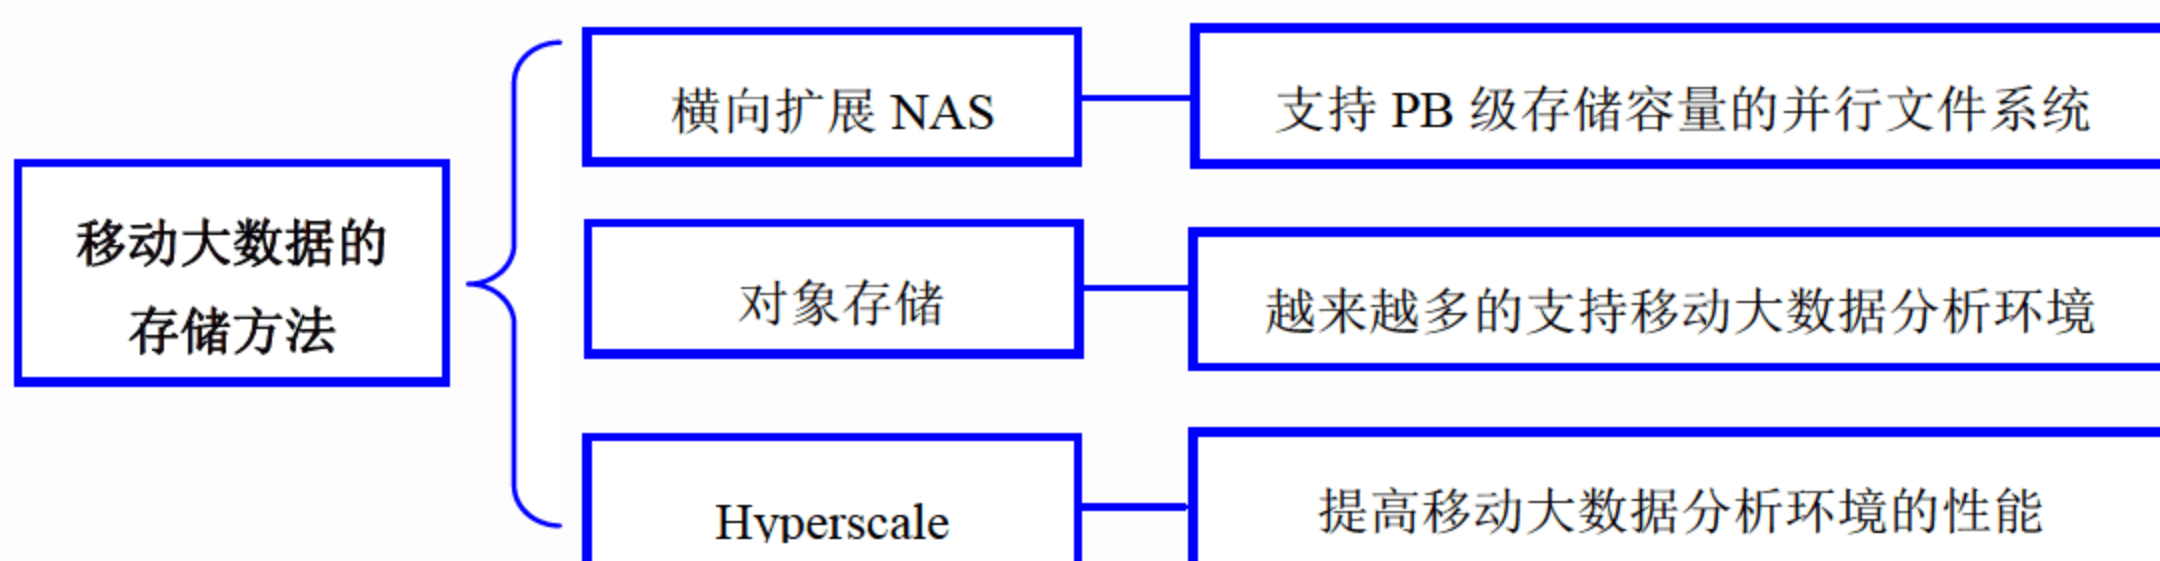 移动大数据的
存储方法
横向扩展 NAS
支持 PB 级存储容量的并行文件系统
对象存储
越来越多的支持移动大数据分析环境
Hyperscale
提高移动大数据分析环境的性能